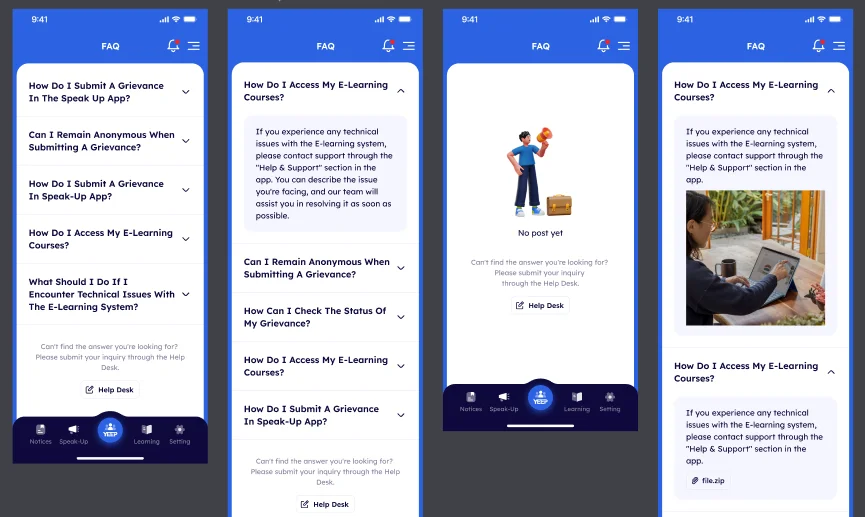 9:41
FAQ
How Do I Submit A Grievance
In The Speak Up App?
Can I Remain Anonymous When
Submitting A Grievance?
How Do I Submit A Grievance
In Speak-Up App?
How Do I Access My E-Learning
Courses?
What Should I Do If I
Encounter Technical Issues With
The E-Learning System?
Can't find the answer you're looking for?
Please submit your inquiry through the Help
Desk.
Help Desk
Notices
Speak-Up
YEEP
Learning
Setting
9:41
FAQ
How Do I Access My E-Learning
Courses?
If you experience any technical
issues with the E-learning system,
please contact support through the
"Help & Support" section in the
app. You can describe the issue
you're facing, and our team will
assist you in resolving it as soon as
possible.
Can I Remain Anonymous When
Submitting A Grievance?
How Can I Check The Status Of
My Grievance?
How Do I Access My E-Learning
Courses?
How Do I Submit A Grievance
In Speak-Up App?
Can't find the answer you're looking for?
Please submit your inquiry through the Help
Desk.
Help Desk
9:41
FAQ
No post yet
Can't find the answer you're looking for?
Please submit your inquiry
through the Help Desk.
Help Desk
Notices
Speak-Up
YEEP
Learning
Setting
9:41
FAQ
How Do I Access My E-Learning
Courses?
If you experience any technical
issues with the E-learning system,
please contact support through the
"Help & Support" section in the
app.
How Do I Access My E-Learning
Courses?
If you experience any technical
issues with the E-learning system,
please contact support through the
"Help & Support" section in the
app.
file.zip